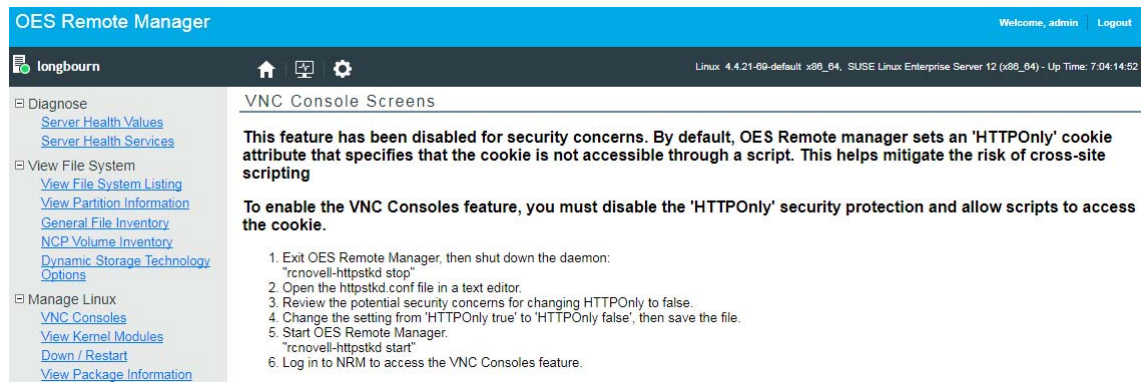 OES Remote Manager
Welcome, admin Logout
longbourn
Linux 4.4.21-69-default x86_64, SUSE Linux Enterprise Server 12 (x86_64) - Up Time: 7:04:14:52
Diagnose
Server Health Values
Server Health Services
View File System
View File System Listing
View Partition Information
General File Inventory
NCP Volume Inventory
Dynamic Storage Technology
Options
Manage Linux
VNC Consoles
View Kernel Modules
Down / Restart
View Package Information
VNC Console Screens
This feature has been disabled for security concerns. By default, OES Remote manager sets an 'HTTPOnly' cookie
attribute that specifies that the cookie is not accessible through a script. This helps mitigate the risk of cross-site
scripting
To enable the VNC Consoles feature, you must disable the 'HTTPOnly' security protection and allow scripts to access
the cookie.
1. Exit OES Remote Manager, then shut down the daemon:
"rcnovell-httpstkd stop"
2. Open the httpstkd.conf file in a text editor.
3. Review the potential security concerns for changing HTTPOnly to false.
4. Change the setting from 'HTTPOnly true' to 'HTTPOnly false', then save the file.
5. Start OES Remote Manager.
"rcnovell-httpstkd start"
6. Log in to NRM to access the VNC Consoles feature.